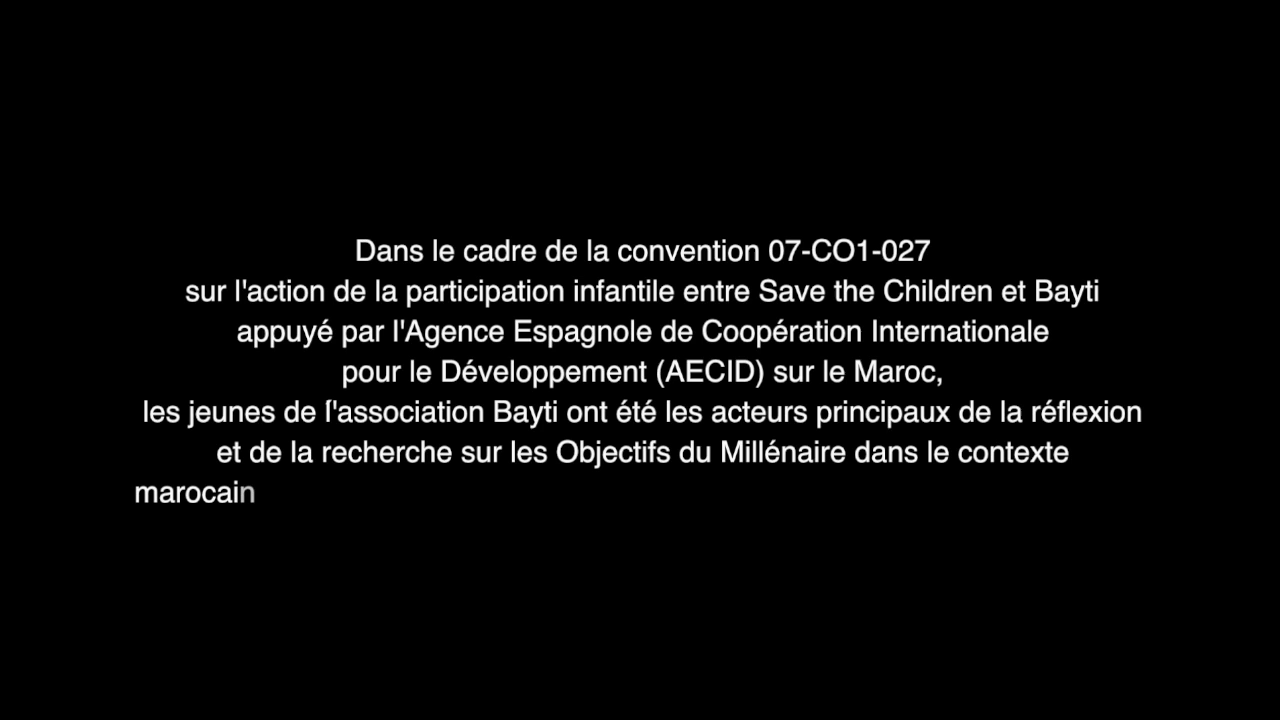 Dans le cadre de la convention 07-CO1-027
sur l'action de la participation infantile entre Save the Children et Bayti
appuyé par l'Agence Espagnole de Coopération Internationale
pour le Développement (AECID) sur le Maroc,
les jeunes de l'association Bayti ont été les acteurs principaux de la réflexion
et de la recherche sur les Objectifs du Millénaire dans le contexte
marocain